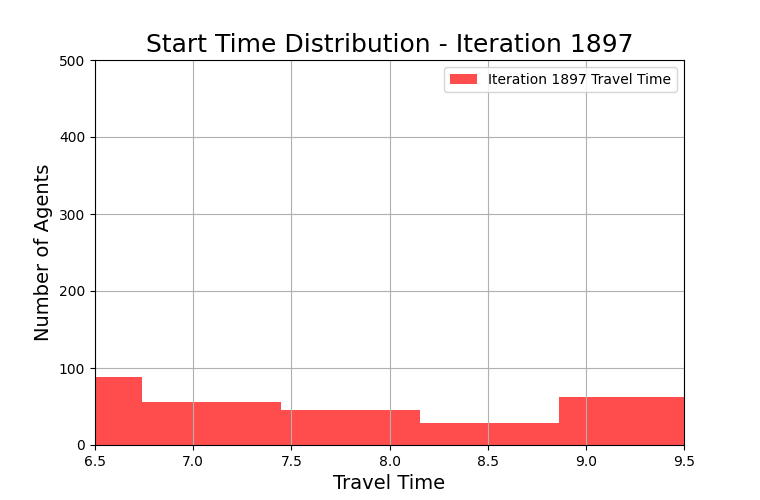 Start Time Distribution - Iteration 1897
Iteration 1897 Travel Time
Number of Agents
500
400
300
200
100
0
6.5 7.0 7.5 8.0 8.5 9.0 9.5
Travel Time